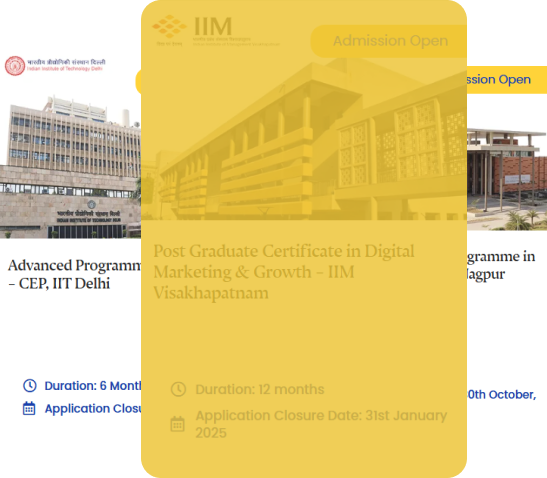 भारतीय प्रौद्योगिकी संस्थान दिल्ली
Indian Institute of Technology Delhi
Advanced Programm
– CEP, IIT Delhi
Duration: 6 Montl
Application Closu
IIM
Admission Open
Post Graduate Certificate in Digital
Marketing & Growth – IIM
Visakhapatnam
Duration: 12 months
Application Closure Date: 31st January
2025
ssion Open
gramme in
lagpur
0th October,